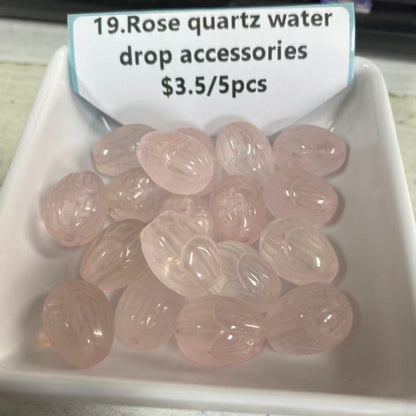 19.Rose quartz water
drop accessories
$3.5/5pcs